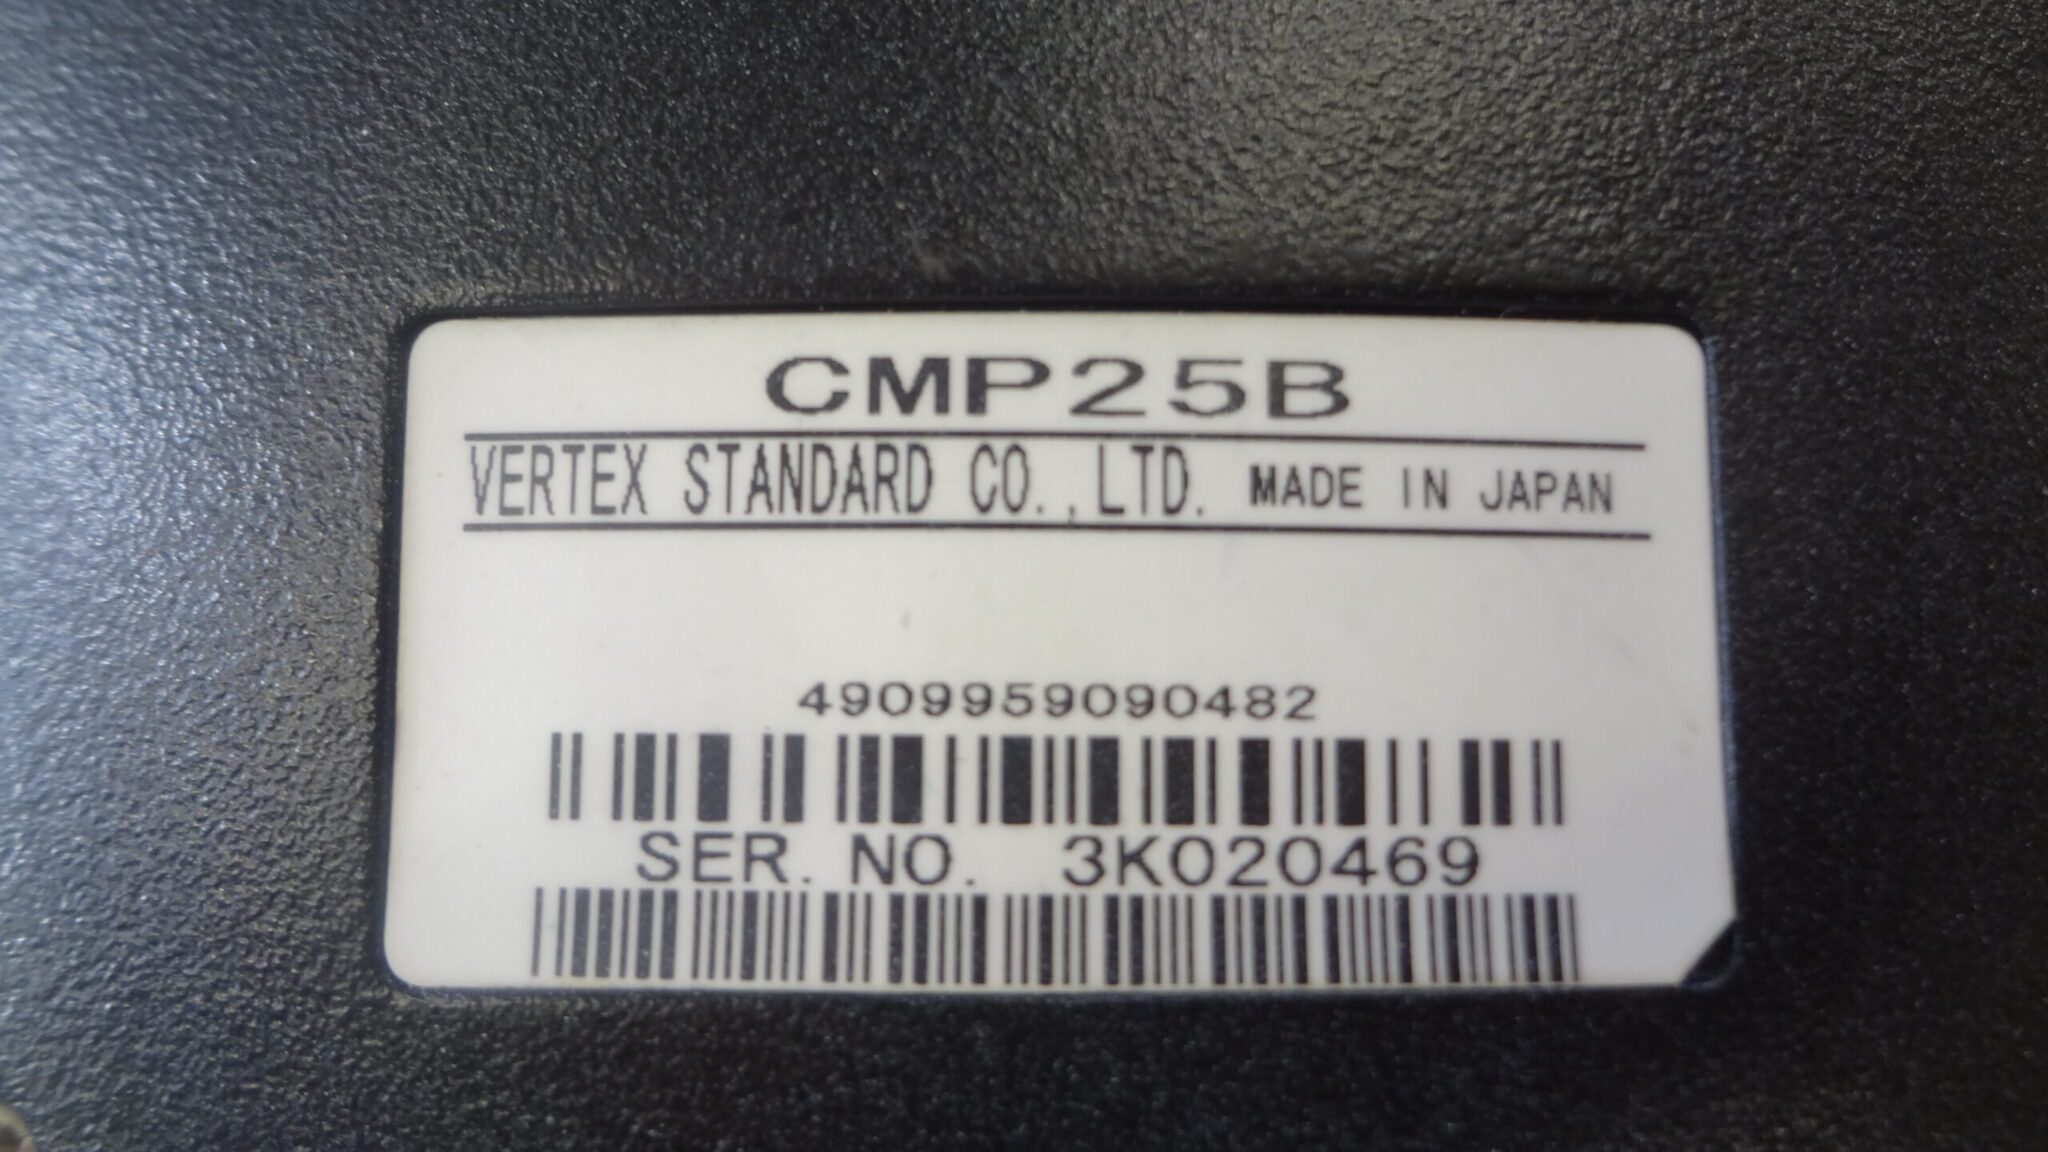 CMP25B
VERTEX STANDARD CO.,LTD. MADE IN JAPAN
4909959090482
SER. NO. 3K020469